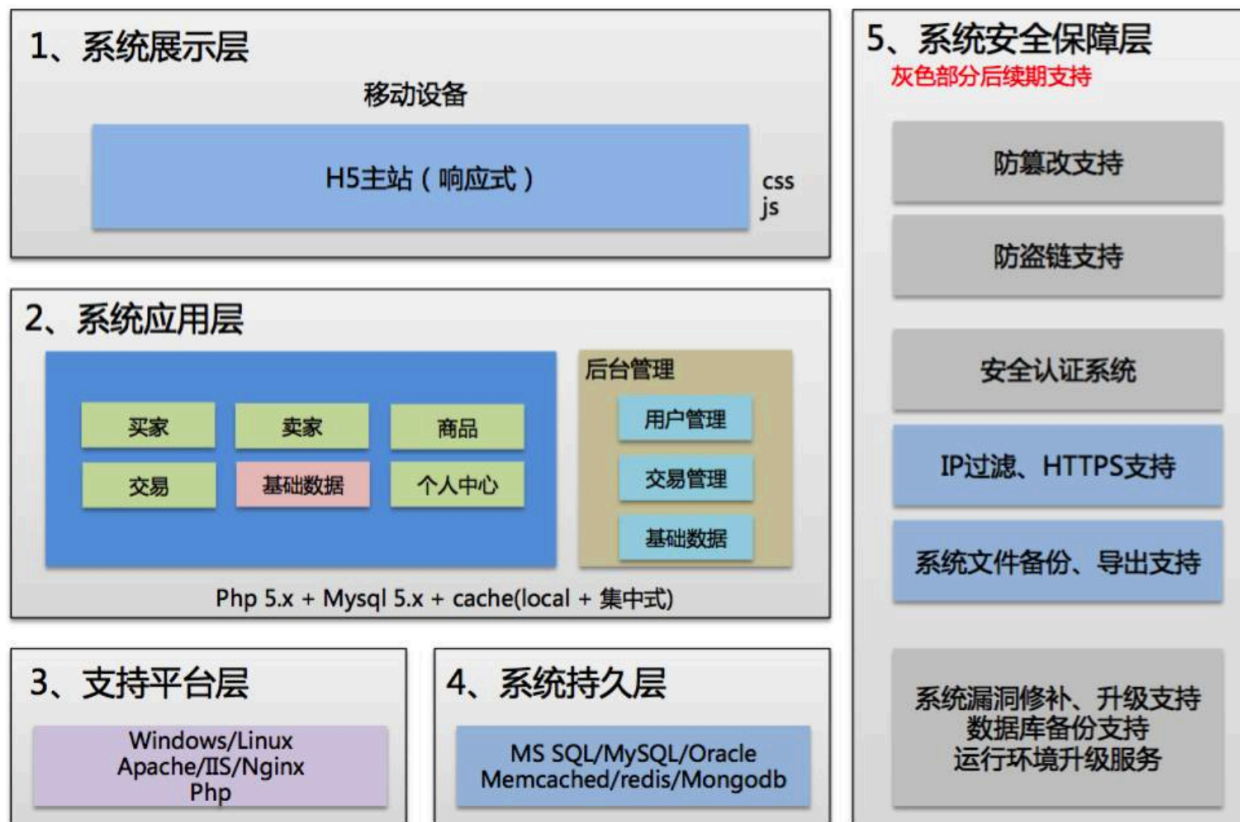 1、系统展示层
移动设备
H5主站（响应式）
css
js
2、系统应用层
买家
卖家
商品
交易
基础数据
个人中心
后台管理
用户管理
交易管理
基础数据
Php 5.x + Mysql 5.x + cache(local + 集中式)
3、支持平台层
Windows/Linux
Apache/IIS/Nginx
Php
4、系统持久层
MS SQL/MySQL/Oracle
Memcached/redis/Mongodb
5、系统安全保障层
灰色部分后续期支持
防篡改支持
防盗链支持
安全认证系统
IP过滤、HTTPS支持
系统文件备份、导出支持
系统漏洞修补、升级支持
数据库备份支持
运行环境升级服务